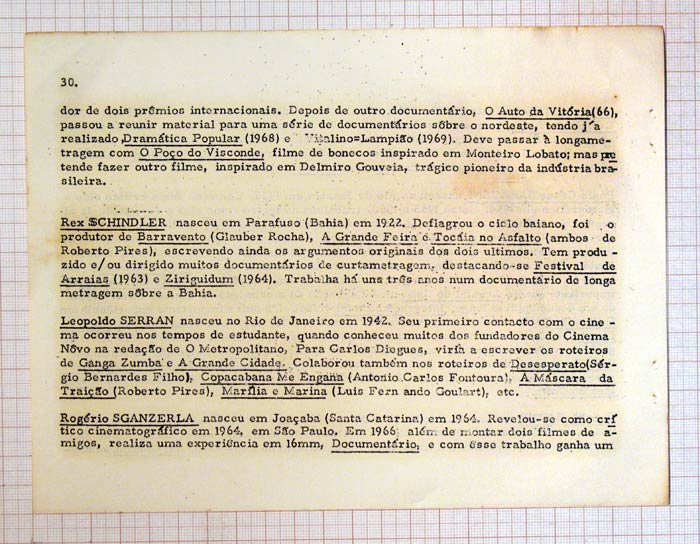 30.
dor de dois prêmios internacionais. Depois de outro documentário, O Auto da Vitória(66),
passou a reunir material para uma série de documentários sôbre o nordeste, tendo j'a
realizado Dramática Popular (1968) e Vitalino=Lampião (1969). Deve passar à longame-
tragem com O Poço do Visconde, filme de bonecos inspirado em Monteiro Lobato; mas pre
tende fazer outro filme, inspirado em Delmiro Gouveia, trágico pioneiro da indústria bra-
sileira.
Rex SCHINDLER nasceu em Parafuso (Bahia) em 1922. Deflagrou o ciclo baiano, foi o
produtor de Barravento (Glauber Rocha), A Grande Feira e Tocáia no Asfalto (ambos de
Roberto Pires), escrevendo ainda os argumentos originais dos dois ultimos. Tem produ-
zido e/ou dirigido muitos documentários de curtametragem, destacando-se Festival de
Arraias (1963) e Ziriguidum (1964). Trabalha há uns três anos num documentário de longa
metragem sôbre a Bahia.
Leopoldo SERRAN nasceu no Rio de Janeiro em 1942. Seu primeiro contacto com o cine-
ma ocorreu nos tempos de estudante, quando conheceu muitos dos fundadores do Cinema
Nôvo na redação de O Metropolitano, Para Carlos Diegues, viria a escrever os roteiros
de Ganga Zumba e A Grande Cidade. Colaborou também nos roteiros de Desesperato(Sér-
gio Bernardes Filho), Copacabana Me Engana (Antonio Carlos Fontoura), A Máscara da
Traição (Roberto Pires), Marília e Marina (Luis Fern ando Goulart), etc.
Rogério SGANZERLA nasceu em Joaçaba (Santa Catarina) em 1964. Revelou-se como crí
tico cinematográfico em 1964, em São Paulo. Em 1966 além de montar dois filmes de a-
migos, realiza uma experiência em 16mm, Documentário, e com êsse trabalho ganha um